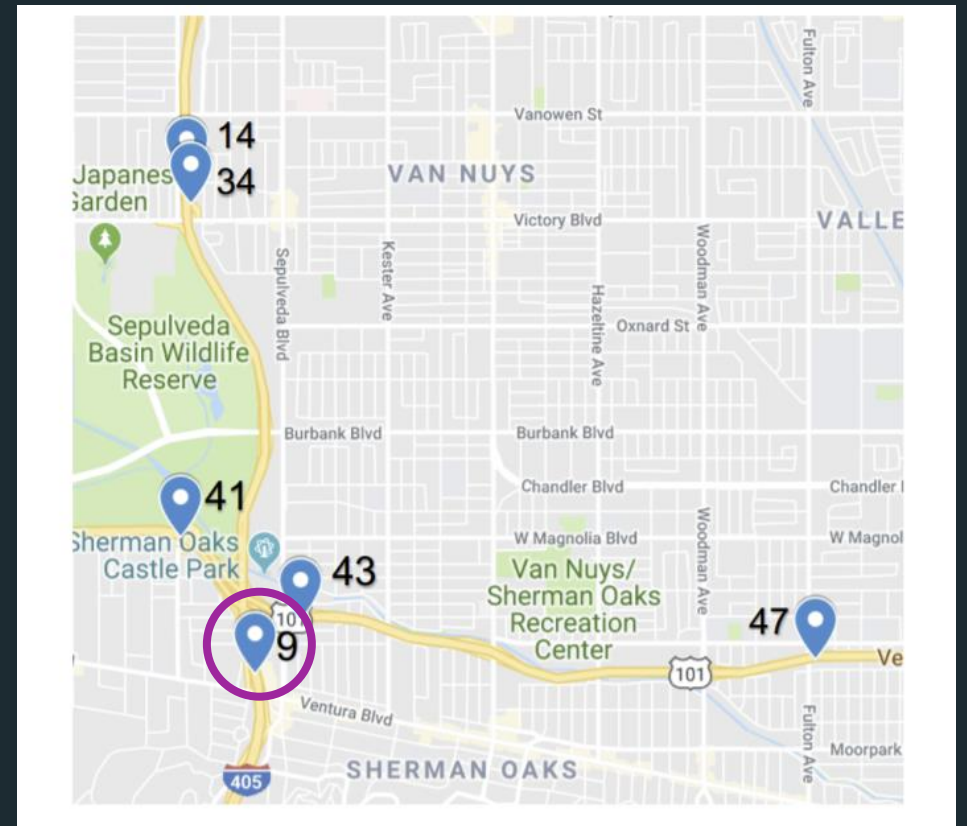 Fulton Ave
Vanowen St
14
Japanes
Garden
34
VAN NUYS
Victory Blvd
VALLE
Sepulveda Blvd
Kester Ave
Woodman Ave
Hazeltine Ave
Oxnard St
Sepulveda
Basin Wildlife
Reserve
Burbank Blvd
Burbank Blvd
41
Chandler Blvd
Chandler
Sherman Oaks
Castle Park
43
W Magnolia Blvd
W Magnol
Woodman Ave
Van Nuys/
Sherman Oaks
Recreation
Center
101
9
47
Ve
101
Ventura Blvd
Fulton Ave
Moorpark
405
SHERMAN OAKS